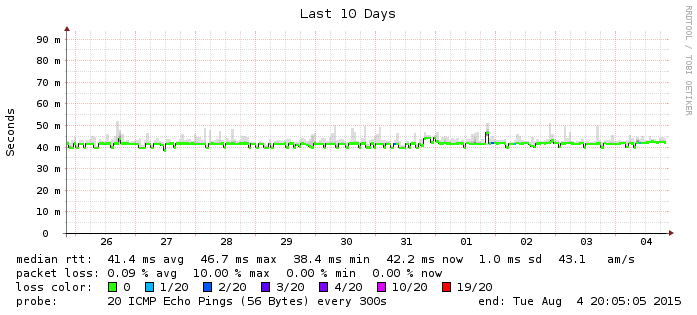 Last 10 Days
RRDTOOL / TOBI OETIKER
Seconds
90 m
80 m
70 m
60 m
50 m
40 m
30 m
20 m
10 m
0
26 27 28 29 30 31 01 02 03 04
median rtt: 41.4 ms avg 46.7 ms max 38.4 ms min 42.2 ms now 1.0 ms sd 43.1 am/s
packet loss: 0.09 % avg 10.00 % max 0.00 % min 0.00 % now
loss color: 0 1/20 2/20 3/20 4/20 10/20 19/20
probe: 20 ICMP Echo Pings (56 Bytes) every 300s end: Tue Aug 4 20:05:05 2015